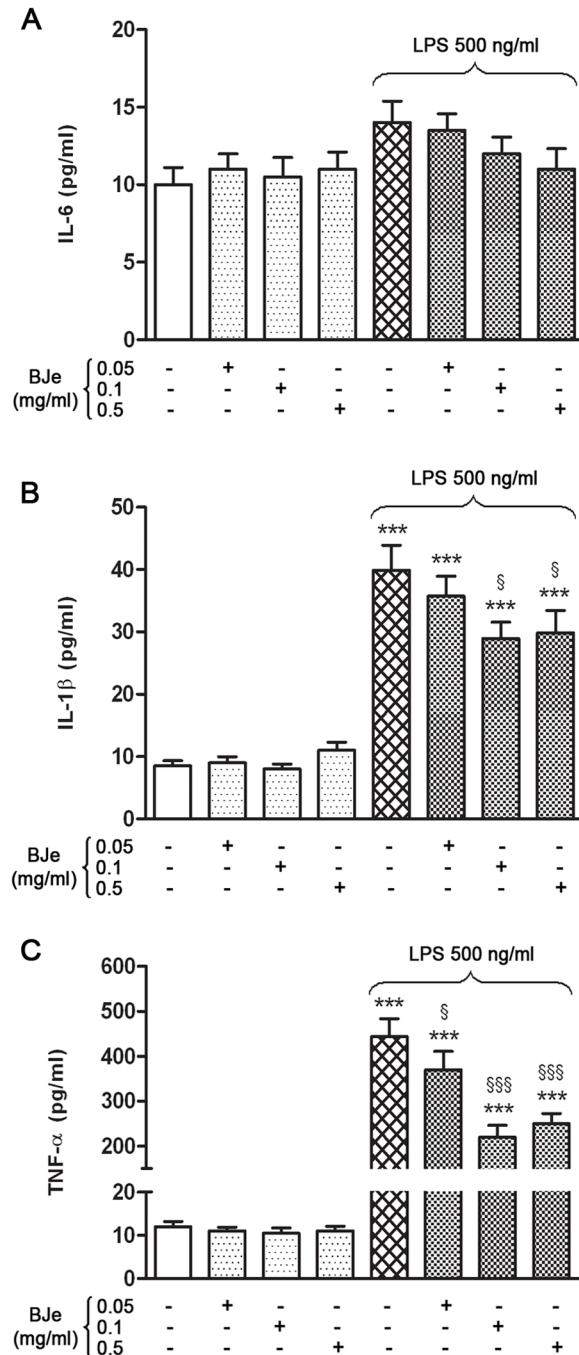 A
LPS 500 ng/ml
IL-6 (pg/ml)
20
15
10
5
0
BJe (mg/ml)
0.05 - + - - - + - -
0.1 - - + - - - + -
0.5 - - - + - - - +
B
LPS 500 ng/ml
IL-1β (pg/ml)
50
40
30
20
10
0
*** *** § *** § ***
BJe (mg/ml)
0.05 - + - - - + - -
0.1 - - + - - - + -
0.5 - - - + - - - +
C
LPS 500 ng/ml
TNF-α (pg/ml)
600
500
400
300
200
20
10
0
*** § *** §§§ *** §§§ ***
BJe (mg/ml)
0.05 - + - - - + - -
0.1 - - + - - - + -
0.5 - - - + - - - +